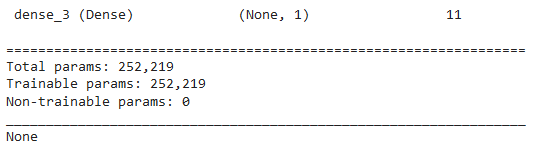 dense_3 (Dense) (None, 1) 11
=================================================================
Total params: 252,219
Trainable params: 252,219
Non-trainable params: 0
_________________________________________________________________
None